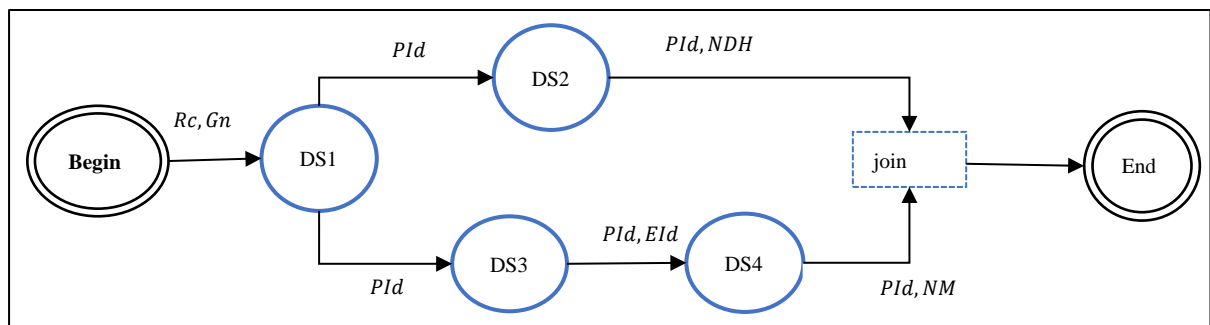 PId
PId, NDH
DS2
Rc, Gn
Begin
DS1
join
End
PId, EId
DS3
DS4
PId
PId, NM